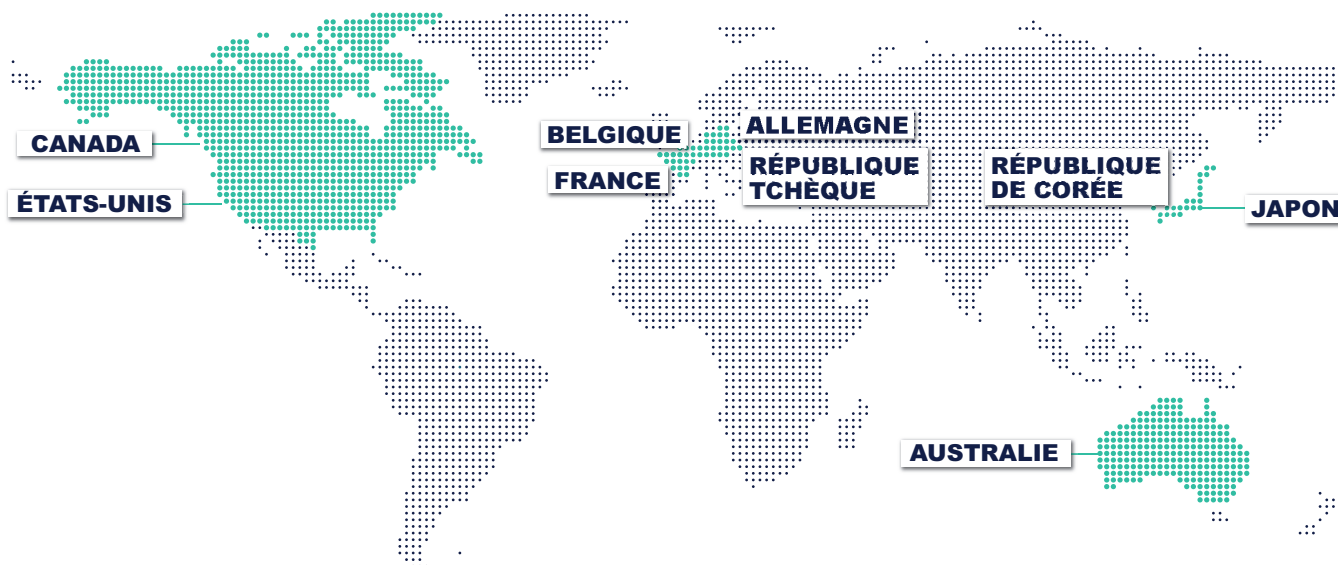 CANADA
ÉTATS-UNIS
BELGIQUE
FRANCE
ALLEMAGNE
RÉPUBLIQUE
TCHÈQUE
RÉPUBLIQUE
DE CORÉE
JAPON
AUSTRALIE